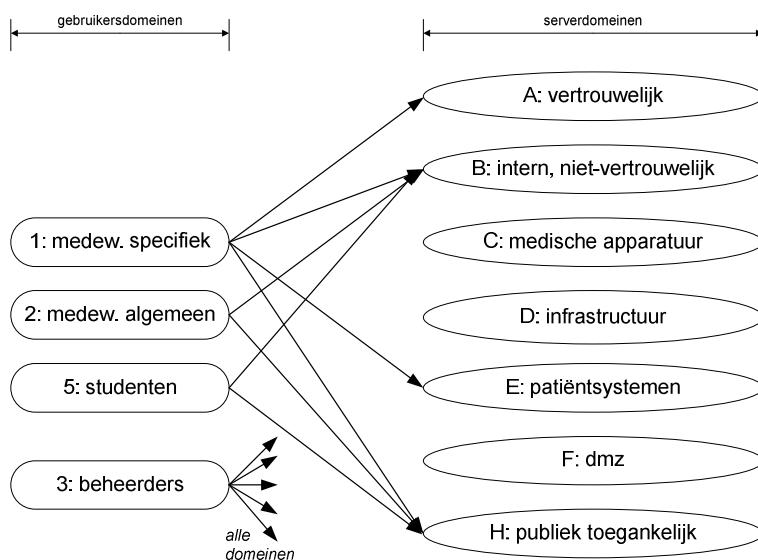 gebruikersdomeinen
serverdomeinen
A: vertrouwelijk
B: intern, niet-vertrouwelijk
1: medew. specifiek
C: medische apparatuur
2: medew. algemeen
D: infrastructuur
5: studenten
E: patiëntsystemen
3: beheerders
F: dmz
alle
domeinen
H: publiek toegankelijk